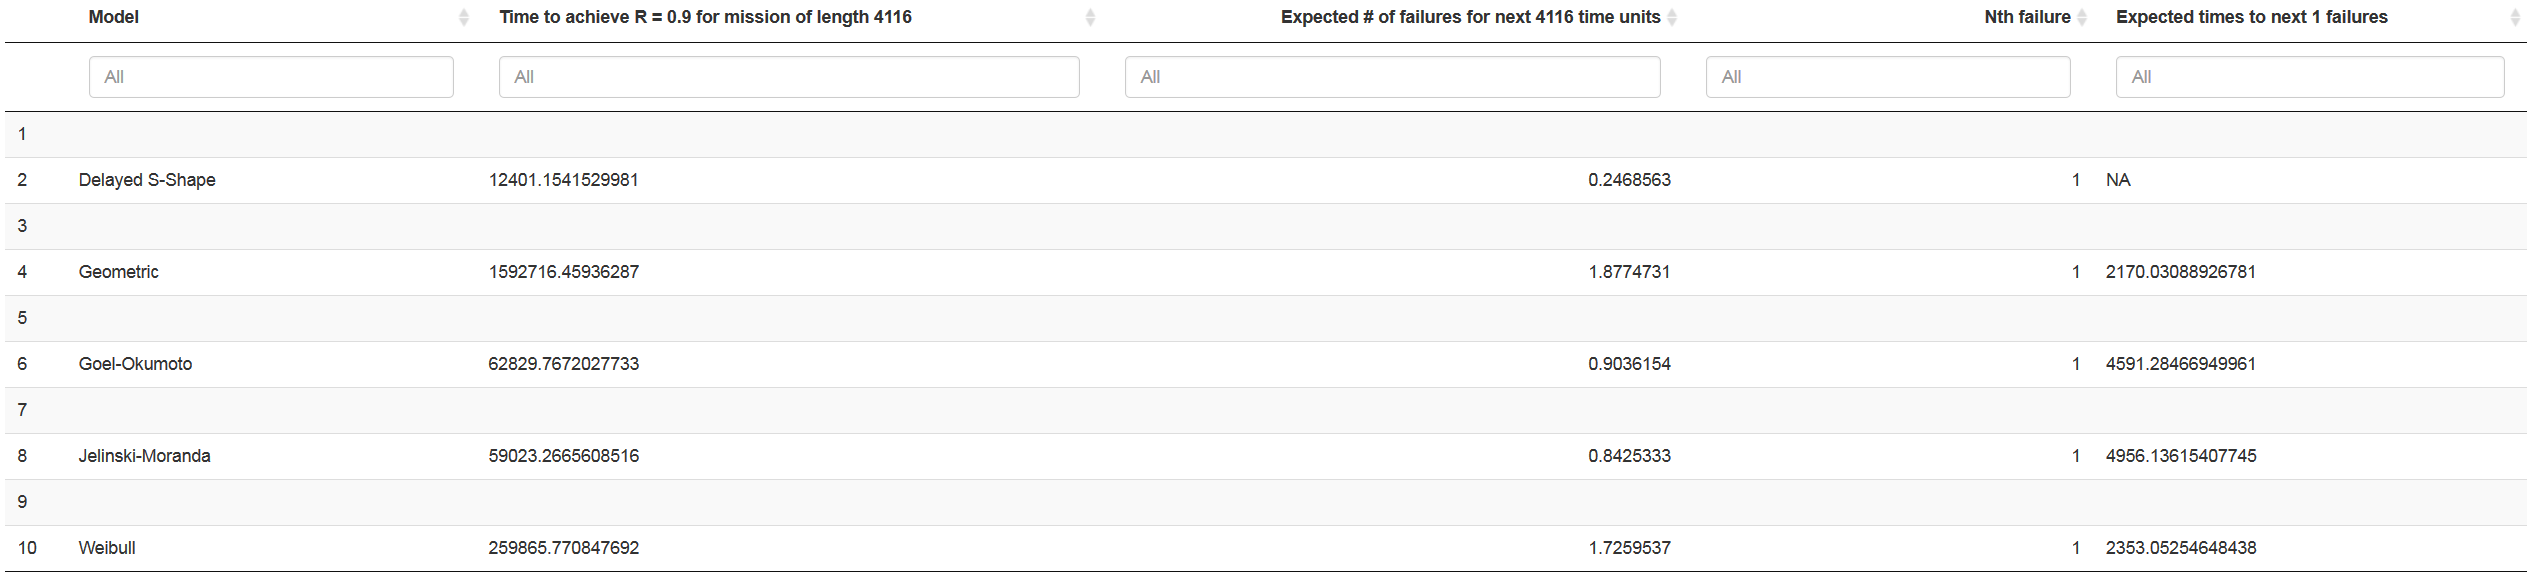 Model Time to achieve R = 0.9 for mission of length 4116 Expected # of failures for next 4116 time units Nth failure Expected times to next 1 failures
All All All All All
1
2 Delayed S-Shape 12401.1541529981 0.2468563 1 NA
3
4 Geometric 1592716.45936287 1.8774731 1 2170.03088926781
5
6 Goel-Okumoto 62829.7672027733 0.9036154 1 4591.28466949961
7
8 Jelinski-Moranda 59023.2665608516 0.8425333 1 4956.13615407745
9
10 Weibull 259865.770847692 1.7259537 1 2353.05254648438